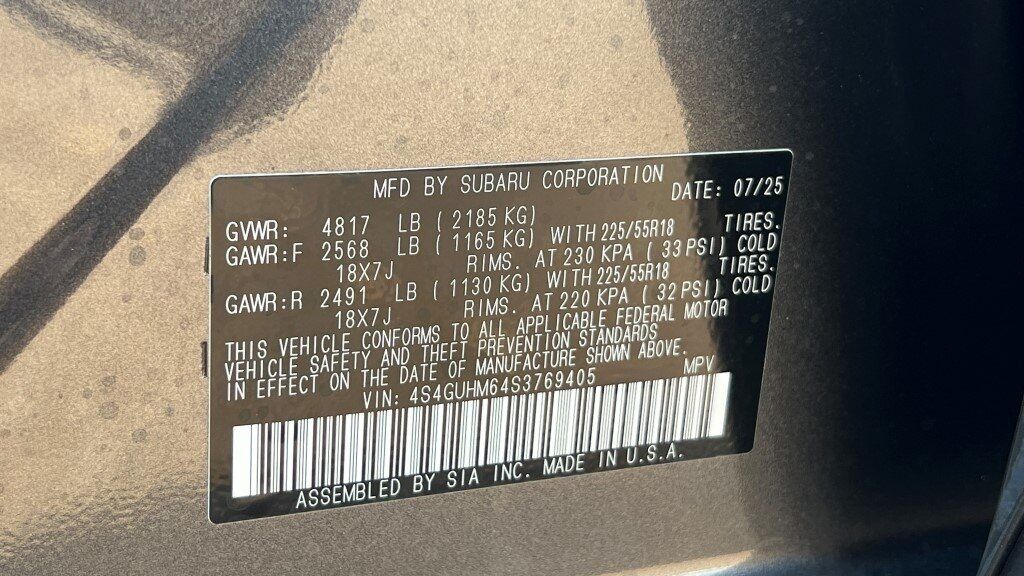 MFD BY SUBARU CORPORATION DATE: 07/25
GVWR: 4817 LB ( 2185 KG)
GAWR:F 2568 LB ( 1165 KG) WITH 225/55R18 TIRES.
18X7J RIMS. AT 230 KPA ( 33 PSI) COLD
GAWR:R 2491 LB ( 1130 KG) WITH 225/55R18 TIRES.
18X7J RIMS. AT 220 KPA ( 32 PSI) COLD
THIS VEHICLE CONFORMS TO ALL APPLICABLE FEDERAL MOTOR
VEHICLE SAFETY AND THEFT PREVENTION STANDARDS
IN EFFECT ON THE DATE OF MANUFACTURE SHOWN ABOVE.
VIN: 4S4GUHM64S3769405 MPV
ASSEMBLED BY SIA INC. MADE IN U.S.A.